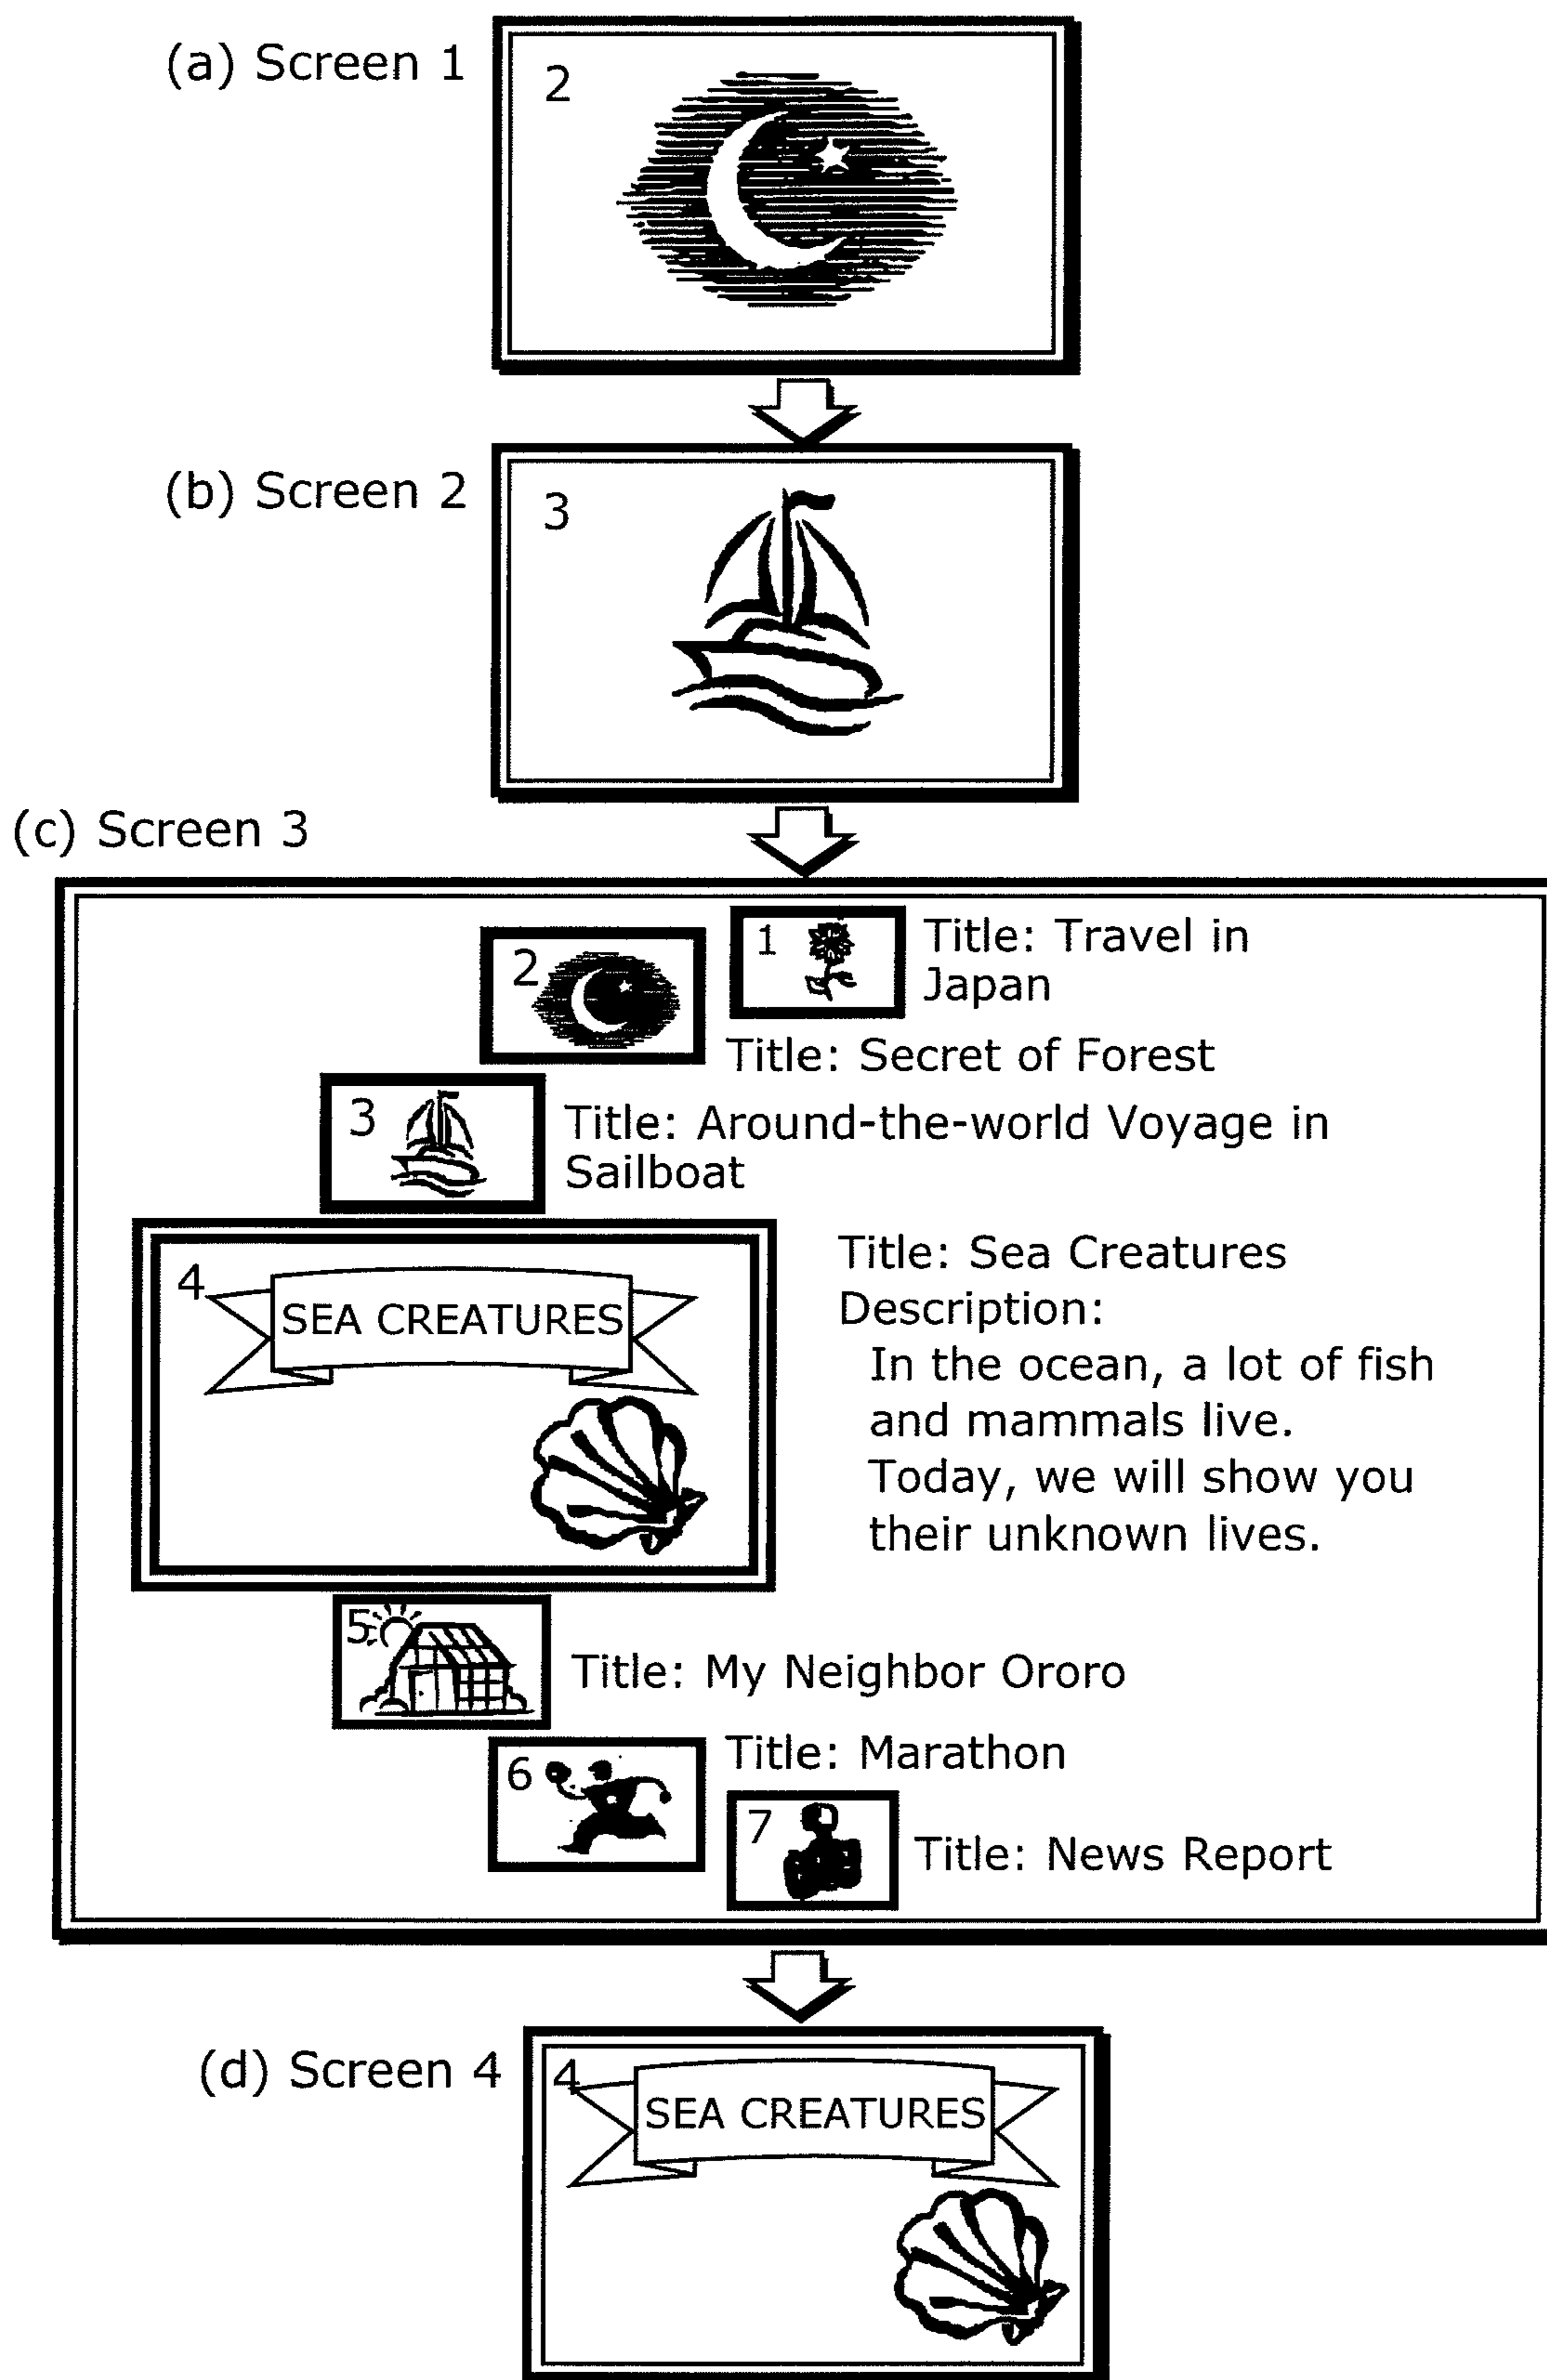 (a) Screen 1
2
(b) Screen 2
3
(c) Screen 3
1
Title: Travel in
Japan
2
Title: Secret of Forest
3
Title: Around-the-world Voyage in
Sailboat
4
SEA CREATURES
Title: Sea Creatures
Description:
In the ocean, a lot of fish
and mammals live.
Today, we will show you
their unknown lives.
5
Title: My Neighbor Ororo
6
Title: Marathon
7
Title: News Report
(d) Screen 4
4
SEA CREATURES